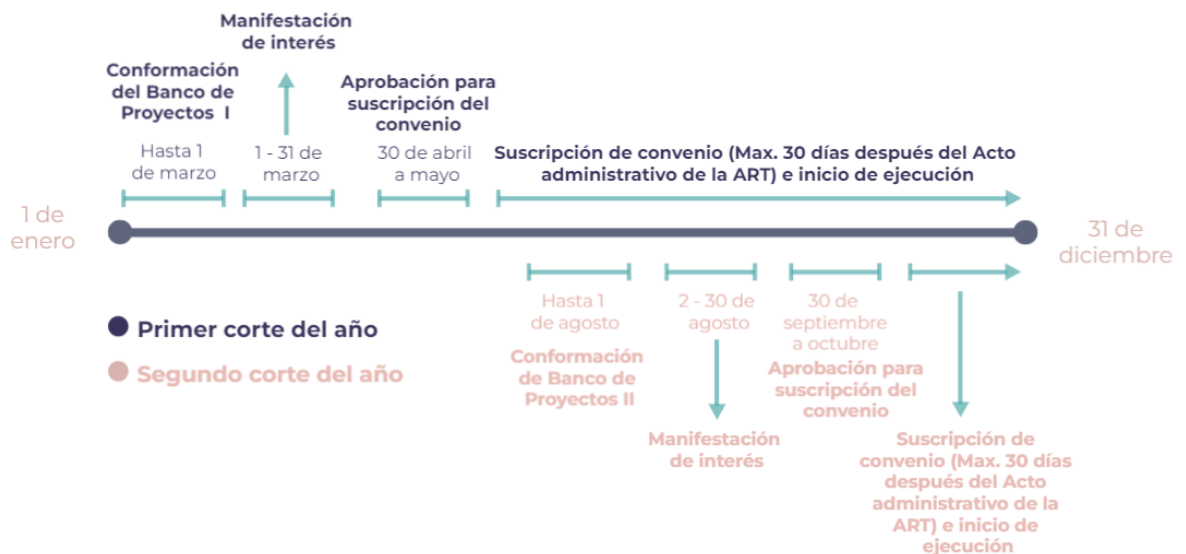 Manifestación
de interés
Conformación
del Banco de
Proyectos I
Aprobación para
suscripción del
convenio
Hasta 1
de marzo
1 - 31 de
marzo
30 de abril
a mayo
Suscripción de convenio (Max. 30 días después del Acto
administrativo de la ART) e inicio de ejecución
1 de
enero
31 de
diciembre
Primer corte del año
Segundo corte del año
Hasta 1
de agosto
Conformación
de Banco de
Proyectos II
2 - 30 de
agosto
Manifestación
de interés
30 de
septiembre
a octubre
Aprobación para
suscripción del
convenio
Suscripción de
convenio (Max. 30 días
después del Acto
administrativo de la
ART) e inicio de
ejecución